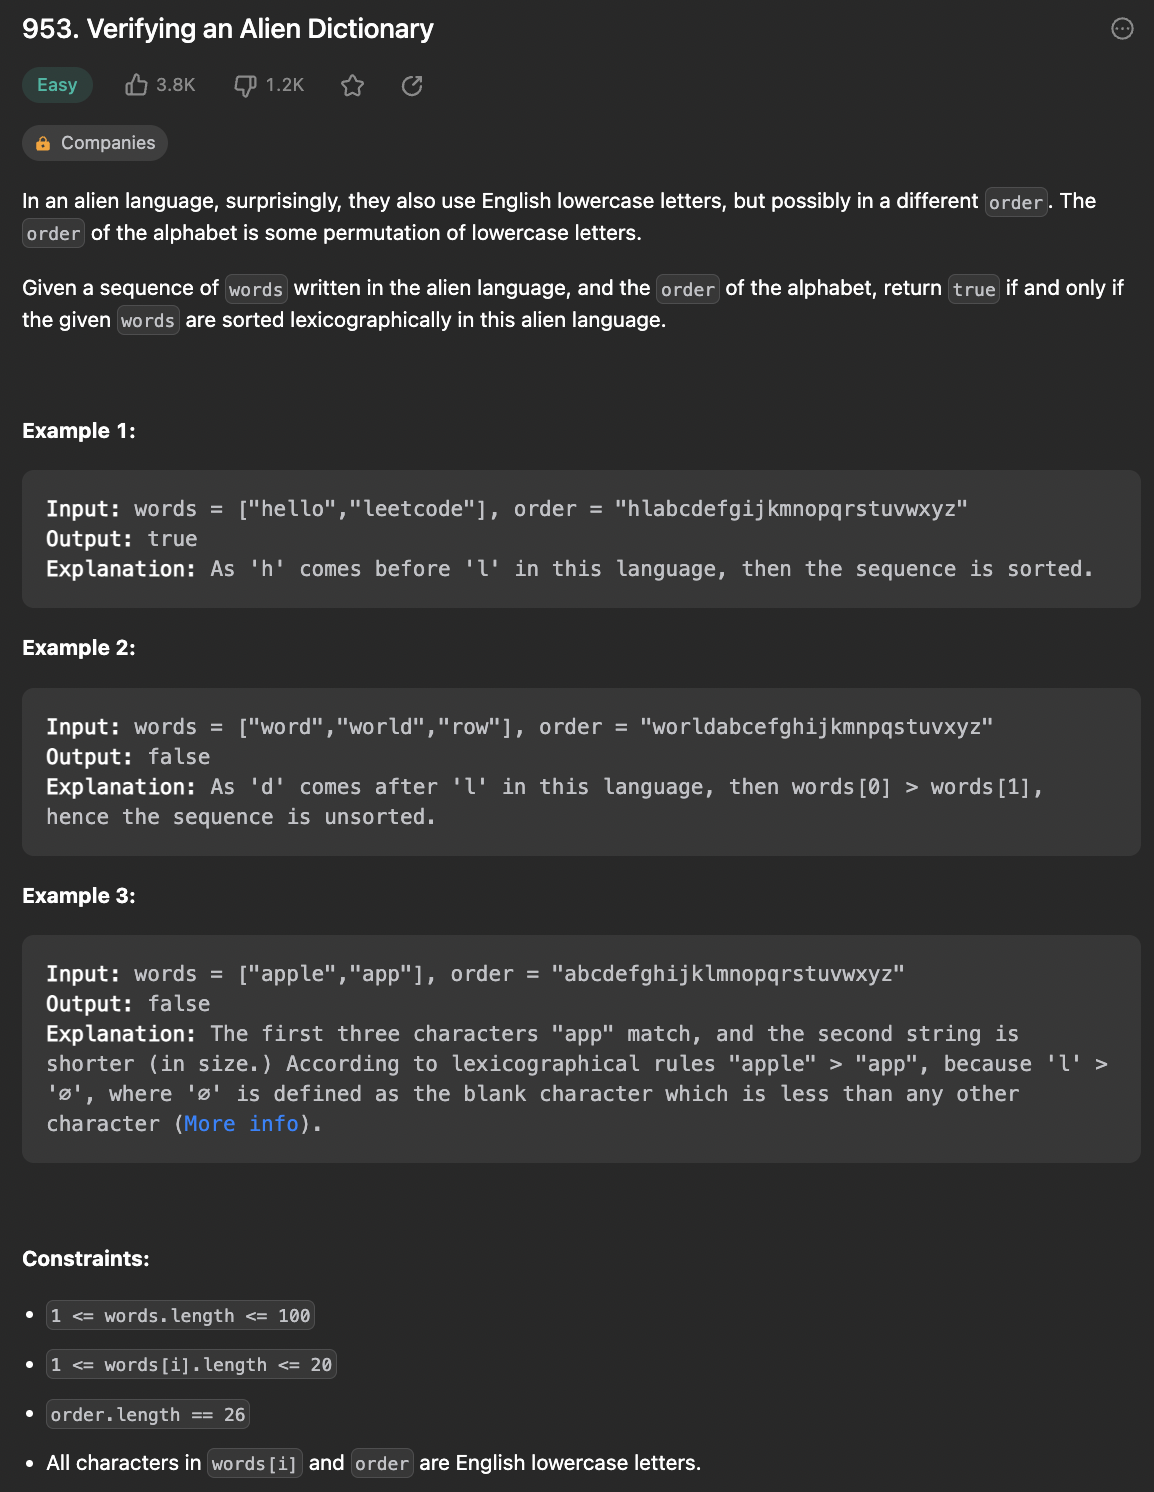 953. Verifying an Alien Dictionary
Easy 3.8K 1.2K
Companies
In an alien language, surprisingly, they also use English lowercase letters, but possibly in a different order. The
order of the alphabet is some permutation of lowercase letters.
Given a sequence of words written in the alien language, and the order of the alphabet, return true if and only if
the given words are sorted lexicographically in this alien language.
Example 1:
Input: words = ["hello","leetcode"], order = "hlabcdefgijkmnopqrstuvwxyz"
Output: true
Explanation: As 'h' comes before 'l' in this language, then the sequence is sorted.
Example 2:
Input: words = ["word","world","row"], order = "worldabcefghijkmnpqstuvxyz"
Output: false
Explanation: As 'd' comes after 'l' in this language, then words[0] > words[1],
hence the sequence is unsorted.
Example 3:
Input: words = ["apple","app"], order = "abcdefghijklmnopqrstuvwxyz"
Output: false
Explanation: The first three characters "app" match, and the second string is
shorter (in size.) According to lexicographical rules "apple" > "app", because 'l' >
'∅', where '∅' is defined as the blank character which is less than any other
character (More info).
Constraints:
• 1 <= words.length <= 100
• 1 <= words[i].length <= 20
• order.length == 26
• All characters in words[i] and order are English lowercase letters.